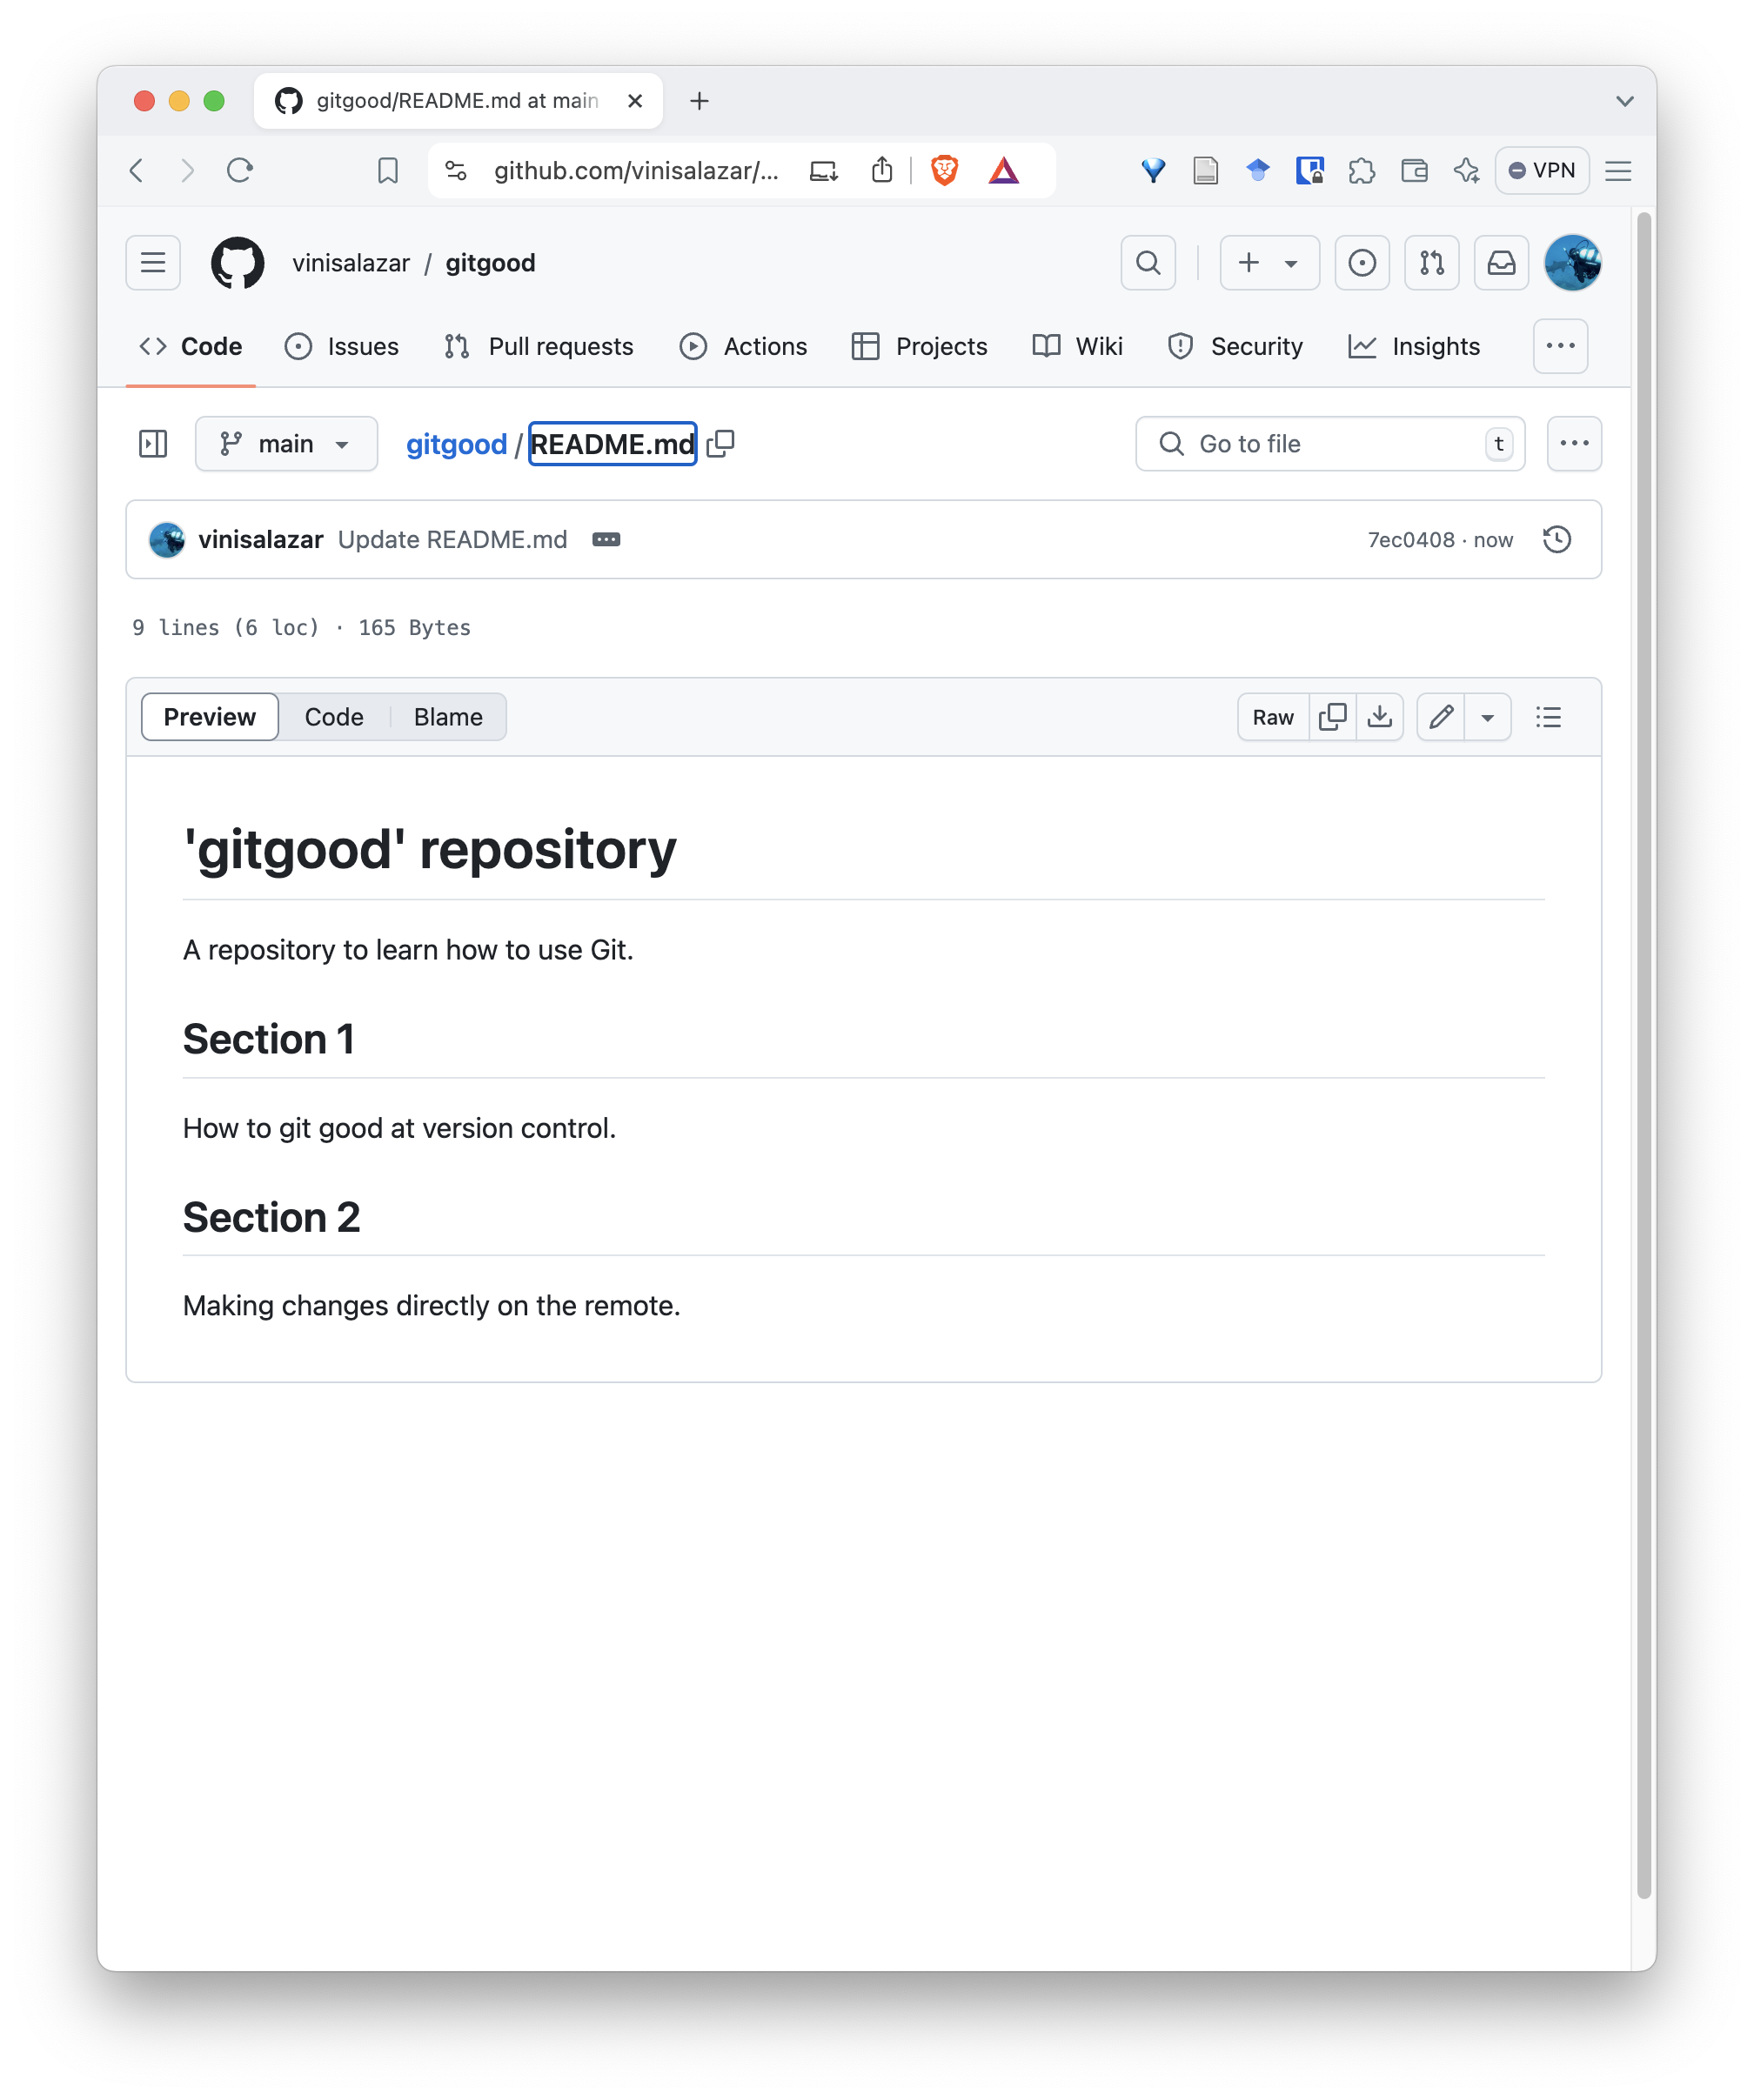 gitgood/README.md at main
github.com/vinisalazar/...
VPN
vinisalazar / gitgood
Code Issues Pull requests Actions Projects Wiki Security Insights
main gitgood / README.md Go to file t
vinisalazar Update README.md 7ec0408 · now
9 lines (6 loc) · 165 Bytes
Preview Code Blame Raw
'gitgood' repository
A repository to learn how to use Git.
Section 1
How to git good at version control.
Section 2
Making changes directly on the remote.